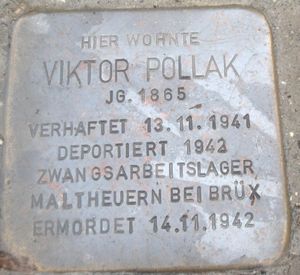 HIER WOHNTE
VIKTOR POLLAK
JG. 1865
VERHAFTET 13.11.1941
DEPORTIERT 1942
ZWANGSARBEITSLAGER
MALTHEUERN BEI BRÜX
ERMORDET 14.11.1942